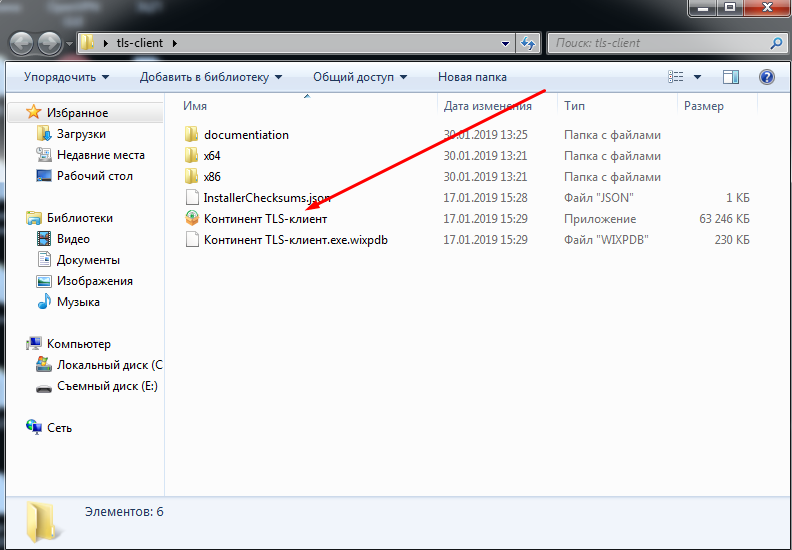 tls-client
Поиск: tls-client
Упорядочить
Добавить в библиотеку
Общий доступ
Новая папка
Избранное
Загрузки
Недавние места
Рабочий стол
Библиотеки
Видео
Документы
Изображения
Музыка
Компьютер
Локальный диск (C
Съемный диск (E:)
Сеть
Имя Дата изменения Тип Размер
documentiation 30.01.2019 13:25 Папка с файлами
x64 30.01.2019 13:21 Папка с файлами
x86 30.01.2019 13:21 Папка с файлами
InstallerChecksums.json 17.01.2019 15:28 Файл "JSON" 1 КБ
Континент TLS-клиент 17.01.2019 15:29 Приложение 63 246 КБ
Континент TLS-клиент.exe.wixpdb 17.01.2019 15:29 Файл "WIXPDB" 230 КБ
Элементов: 6